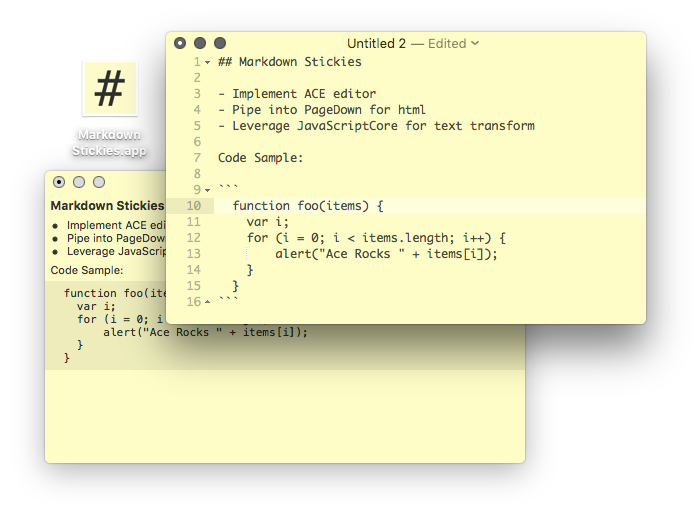 #
Markdown
Stickies.app
Untitled 2 — Edited
1 ## Markdown Stickies
2
3 - Implement ACE editor
4 - Pipe into PageDown for html
5 - Leverage JavaScriptCore for text transform
6
7 Code Sample:
8
9 ```
10 function foo(items) {
11 var i;
12 for (i = 0; i < items.length; i++) {
13 alert("Ace Rocks " + items[i]);
14 }
15 }
16 ```
Markdown Stickies
• Implement ACE edi
• Pipe into PageDow
• Leverage JavaScrip
Code Sample:
function foo(ite
var i;
for (i = 0; i
alert("Ace Rocks " + items[i]);
}
}